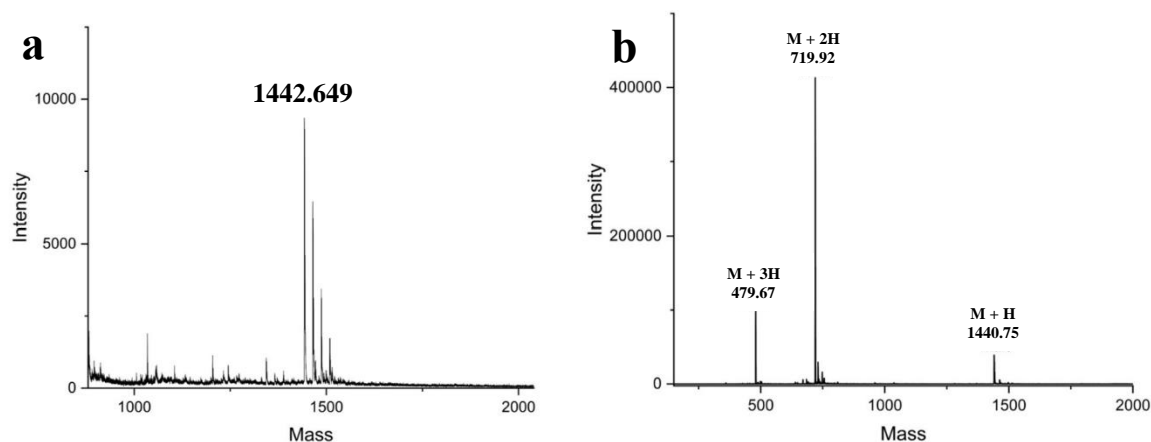 a
1442.649
10000
5000
0
Intensity
1000
1500
2000
Mass
b
M + 2H
719.92
400000
200000
0
Intensity
M + 3H
479.67
M + H
1440.75
500
1000
1500
2000
Mass